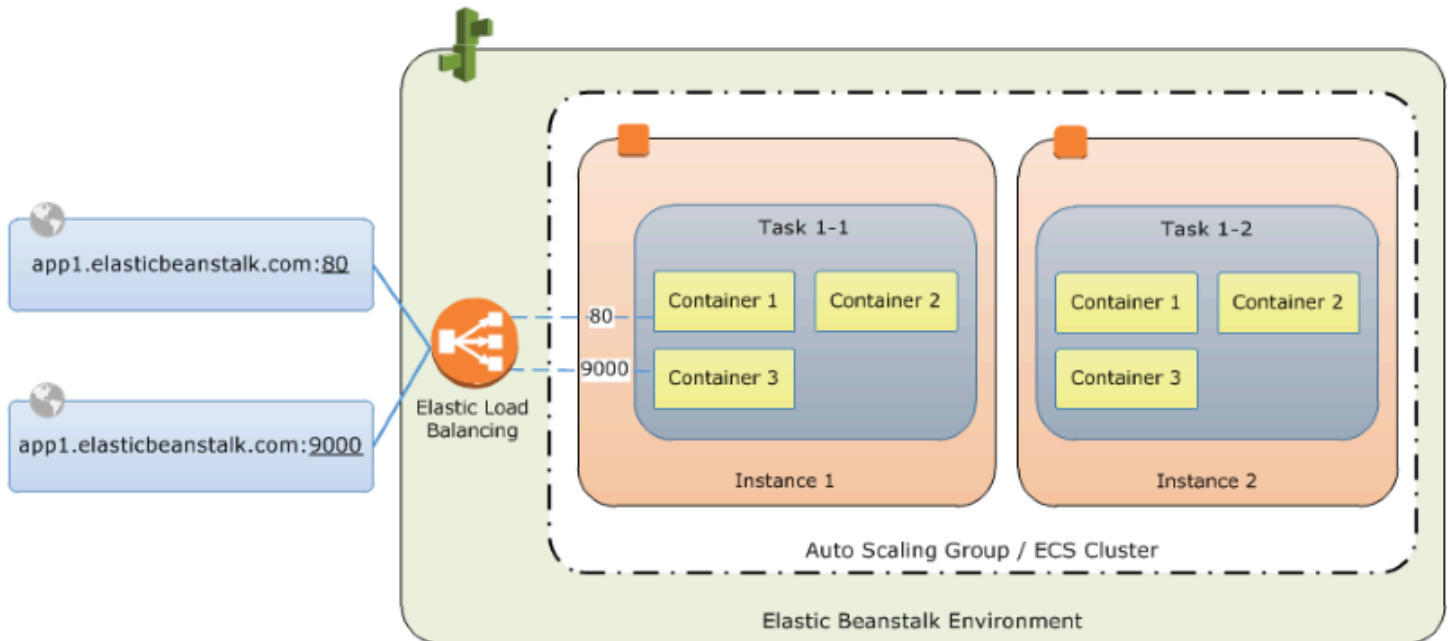 app1.elasticbeanstalk.com:80
app1.elasticbeanstalk.com:9000
Elastic Load
Balancing
80
9000
Task 1-1
Container 1
Container 2
Container 3
Instance 1
Task 1-2
Container 1
Container 2
Container 3
Instance 2
Auto Scaling Group / ECS Cluster
Elastic Beanstalk Environment